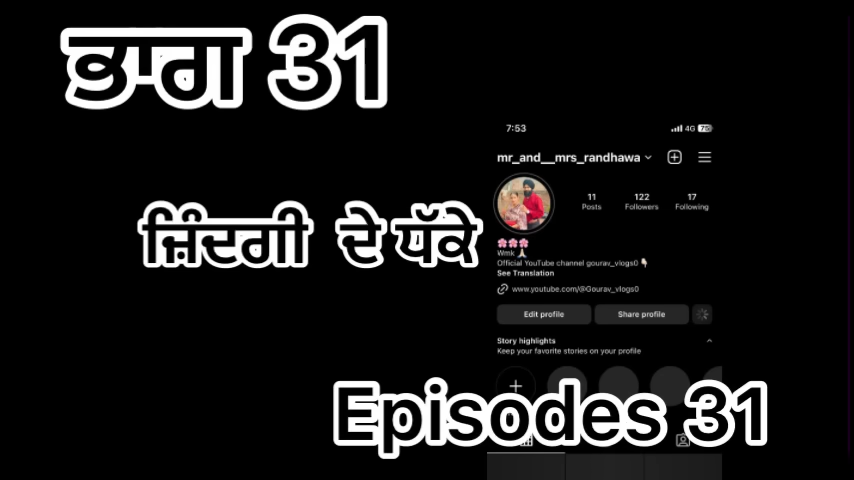 ਭਾਗ 31
ਜ਼ਿੰਦਗੀ ਦੇ ਧੱਕੇ
7:53 4G 75
mr_and__mrs_randhawa
11 122 17
Posts Followers Following
🌸🌸🌸
Wmk 🙏🏻
Official YouTube channel gourav_vlogs0 👇🏻
See Translation
www.youtube.com/@Gourav_vlogs0
Edit profile Share profile
Story highlights
Keep your favorite stories on your profile
Episodes 31